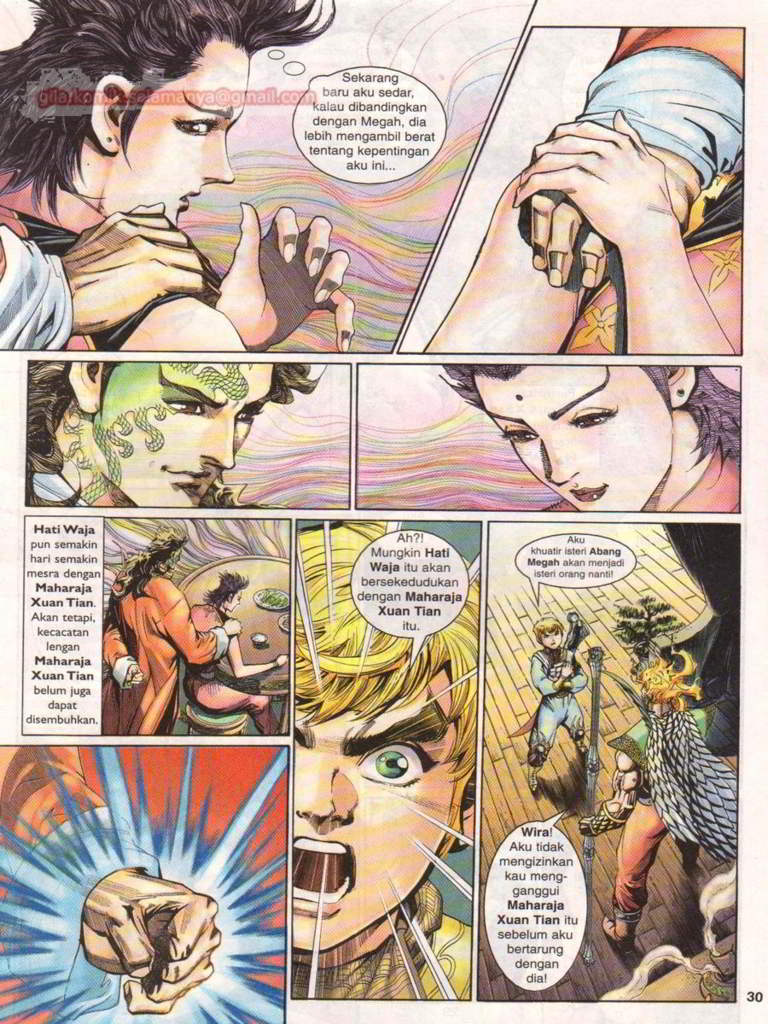 gilarkomik-selamanya@gmail.com
Sekarang
baru aku sedar,
kalau dibandingkan
dengan Megah, dia
lebih mengambil berat
tentang kepentingan
aku ini...
Hati Waja
pun semakin
hari semakin
mesra dengan
Maharaja
Xuan Tian.
Akan tetapi,
kecacatan
lengan
Maharaja
Xuan Tian
belum juga
dapat
disembuhkan.
Ah?!
Mungkin Hati
Waja itu akan
bersekedudukan
dengan Maharaja
Xuan Tian
itu.
Aku
khuatir isteri Abang
Megah akan menjadi
isteri orang nanti!
Wira!
Aku tidak
mengizinkan
kau meng-
ganggui
Maharaja
Xuan Tian itu
sebelum aku
bertarung
dengan
dia!
30